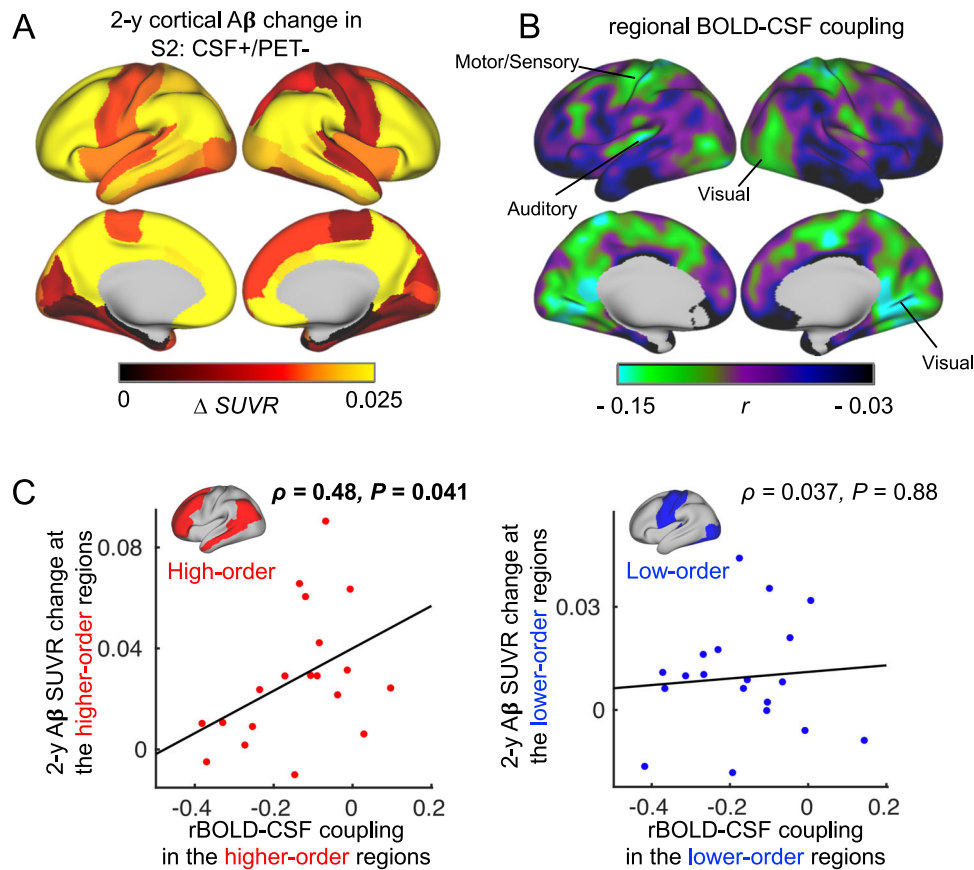 A
2-y cortical Aβ change in
S2: CSF+/PET-
0
0.025
Δ SUVR
B
regional BOLD-CSF coupling
Motor/Sensory
Auditory
Visual
Visual
- 0.15
r
- 0.03
C
ρ = 0.48, P = 0.041
High-order
2-y Aβ SUVR change at
the higher-order regions
0.08
0.04
0
-0.4
-0.2
0
0.2
rBOLD-CSF coupling
in the higher-order regions
ρ = 0.037, P = 0.88
Low-order
2-y Aβ SUVR change at
the lower-order regions
0.03
0
-0.4
-0.2
0
0.2
rBOLD-CSF coupling
in the lower-order regions